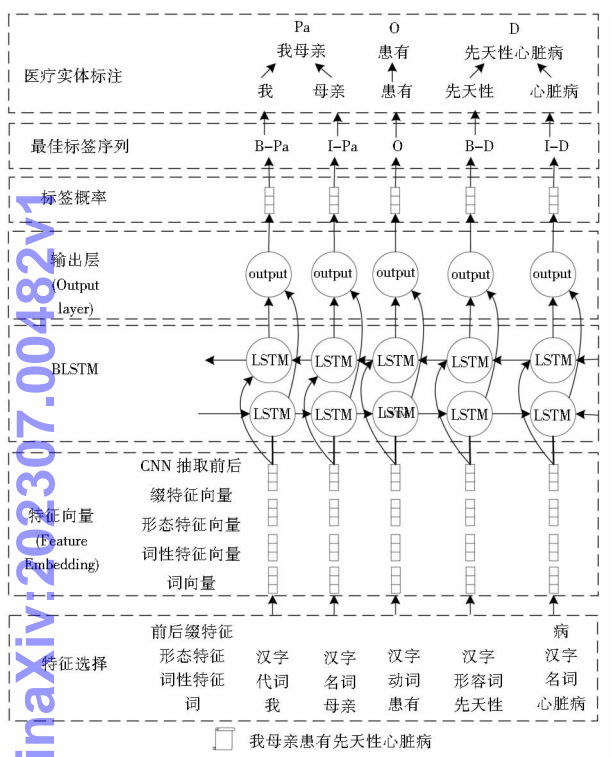 Pa O D
我母亲 患有 先天性心脏病
医疗实体标注
我 母亲 患有 先天性 心脏病
最佳标签序列 B-Pa I-Pa O B-D I-D
标签概率
输出层
(Output
layer)
output output output output output
BLSTM
LSTM LSTM LSTM LSTM LSTM
LSTM LSTM LSTM LSTM LSTM
特征向量
(Feature
Embedding)
CNN 抽取前后
缀特征向量
形态特征向量
词性特征向量
词向量
特征选择
前后缀特征 病
形态特征 汉字 汉字 汉字 汉字 汉字
词性特征 代词 名词 动词 形容词 名词
词 我 母亲 患有 先天性 心脏病
我母亲患有先天性心脏病
inaXiv:202307.00482v1